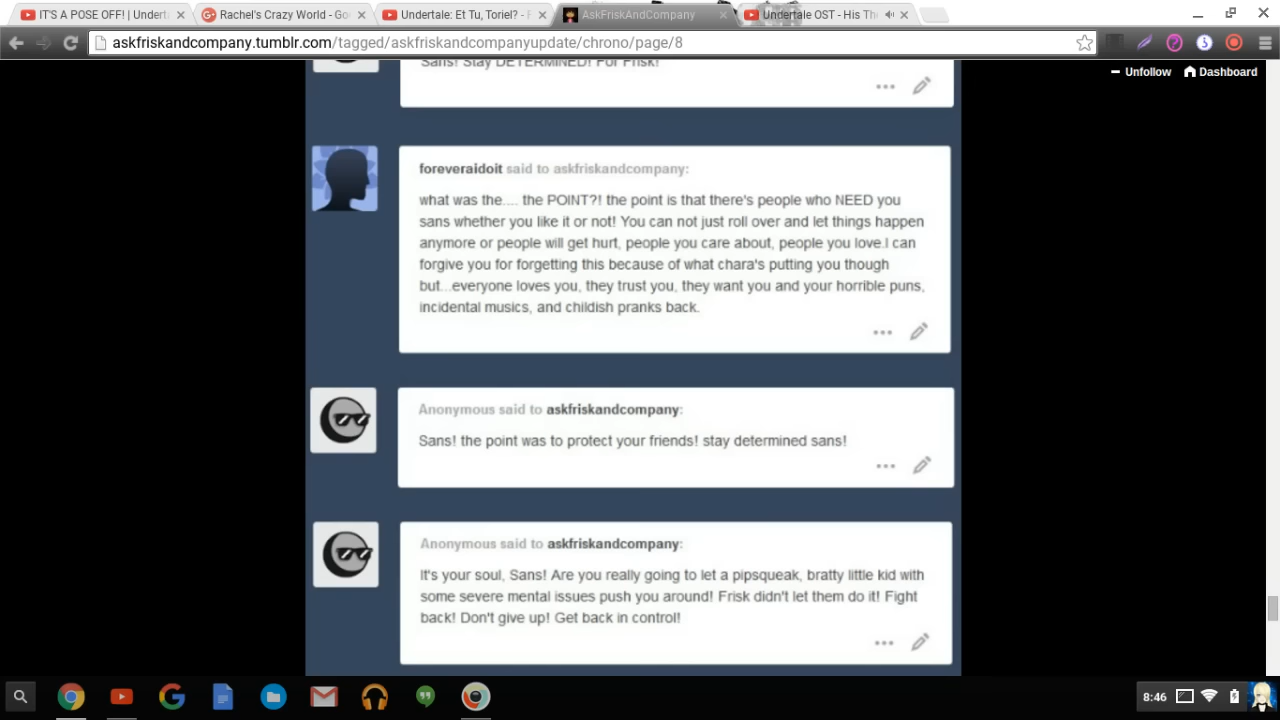 IT'S A POSE OFF! | Undert
Rachel's Crazy World - Go
Undertale: Et Tu, Toriel? - 
AskFriskAndCompany
Undertale OST - His Th
askfriskandcompany.tumblr.com/tagged/askfriskandcompanyupdate/chrono/page/8
Unfollow
Dashboard
Sans! Stay DETERMINED! For Frisk!
foreveraidoit said to askfriskandcompany:
what was the.... the POINT?! the point is that there's people who NEED you
sans whether you like it or not! You can not just roll over and let things happen
anymore or people will get hurt, people you care about, people you love.I can
forgive you for forgetting this because of what chara's putting you though
but...everyone loves you, they trust you, they want you and your horrible puns,
incidental musics, and childish pranks back.
Anonymous said to askfriskandcompany:
Sans! the point was to protect your friends! stay determined sans!
Anonymous said to askfriskandcompany:
It's your soul, Sans! Are you really going to let a pipsqueak, bratty little kid with
some severe mental issues push you around! Frisk didn't let them do it! Fight
back! Don't give up! Get back in control!
8:46